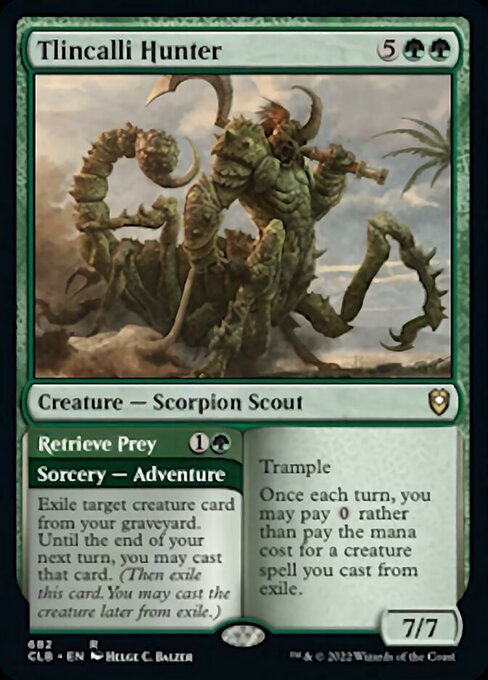 Tlincalli Hunter 5
Creature — Scorpion Scout
Retrieve Prey 1
Sorcery — Adventure
Exile target creature card
from your graveyard.
Until the end of your
next turn, you may cast
that card. (Then exile
this card. You may cast the
creature later from exile.)
Trample
Once each turn, you
may pay 0 rather
than pay the mana
cost for a creature
spell you cast from
exile.
7/7
682 R
CLB • EN HELGE C. BALZER
™ & © 2022 Wizards of the Coast